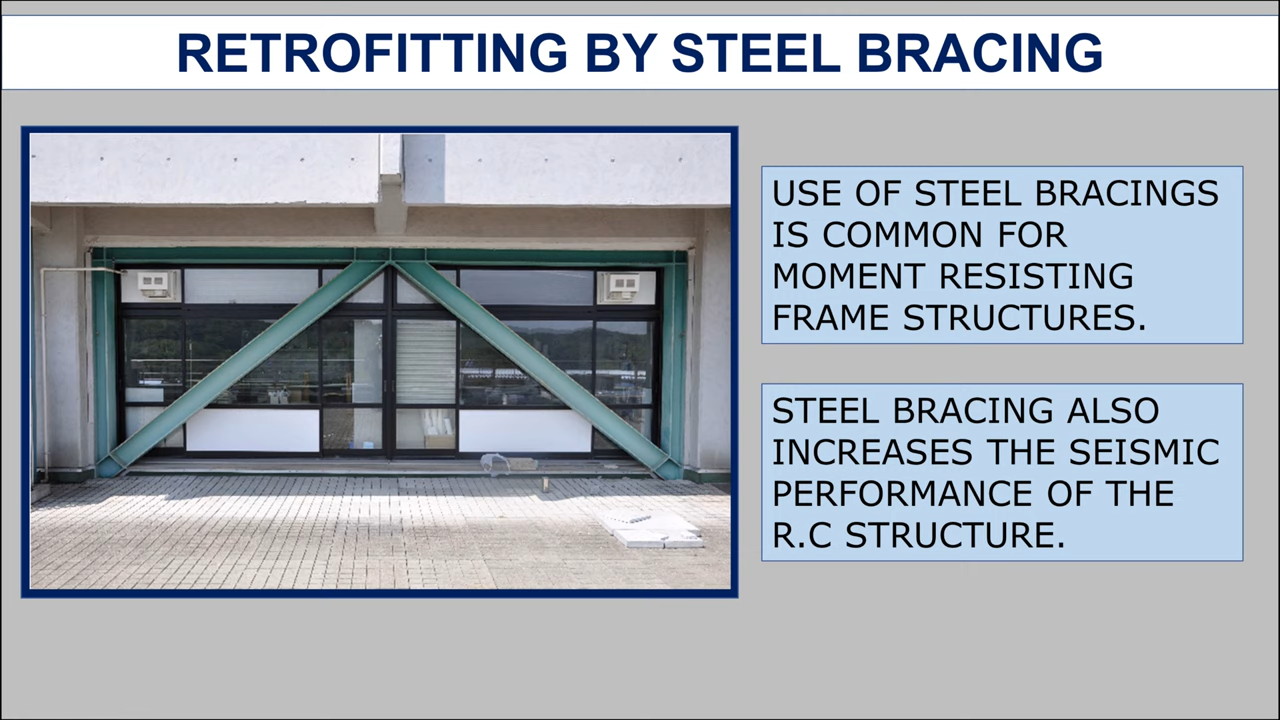 RETROFITTING BY STEEL BRACING
USE OF STEEL BRACINGS
IS COMMON FOR
MOMENT RESISTING
FRAME STRUCTURES.
STEEL BRACING ALSO
INCREASES THE SEISMIC
PERFORMANCE OF THE
R.C STRUCTURE.